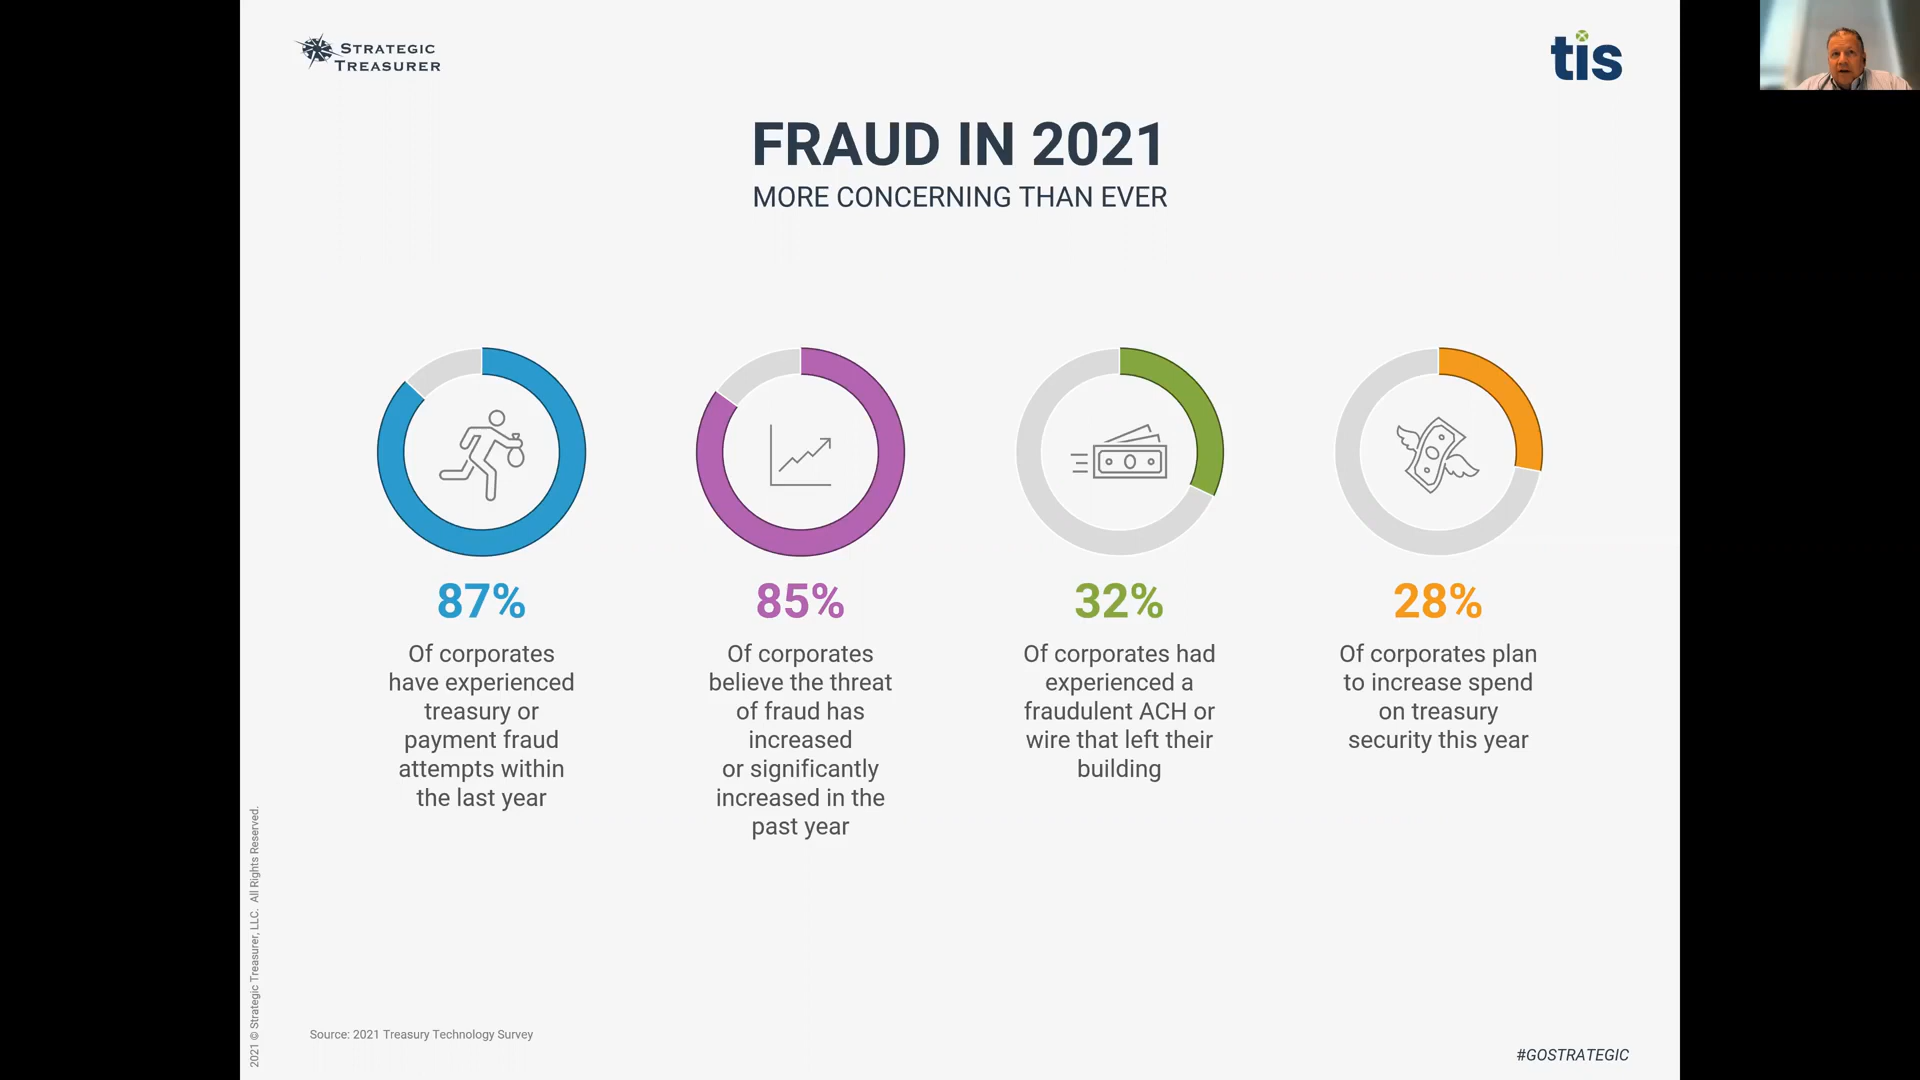 STRATEGIC
TREASURER
tis
FRAUD IN 2021
MORE CONCERNING THAN EVER
87%
Of corporates
have experienced
treasury or
payment fraud
attempts within
the last year
85%
Of corporates
believe the threat
of fraud has
increased
or significantly
increased in the
past year
32%
Of corporates had
experienced a
fraudulent ACH or
wire that left their
building
28%
Of corporates plan
to increase spend
on treasury
security this year
2021 © Strategic Treasurer, LLC. All Rights Reserved.
Source: 2021 Treasury Technology Survey
#GOSTRATEGIC